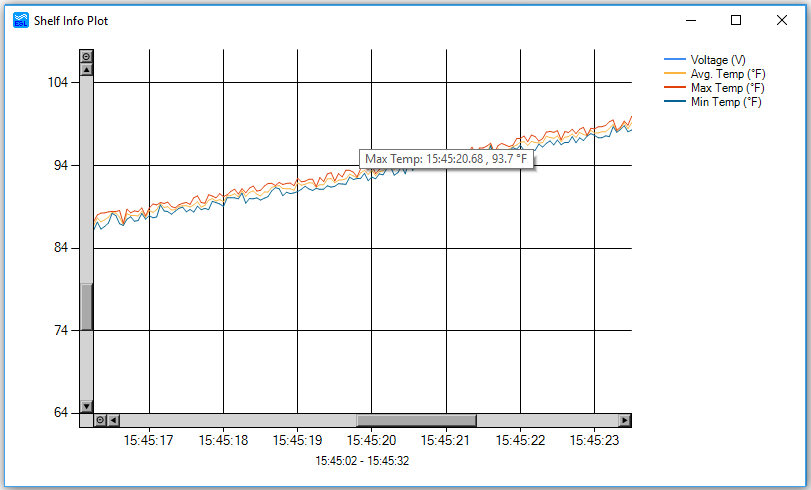 ESL Shelf Info Plot
Voltage (V)
Avg. Temp (°F)
Max Temp (°F)
Min Temp (°F)
104
94
84
74
64
Max Temp: 15:45:20.68 , 93.7 °F
15:45:17 15:45:18 15:45:19 15:45:20 15:45:21 15:45:22 15:45:23
15:45:02 - 15:45:32